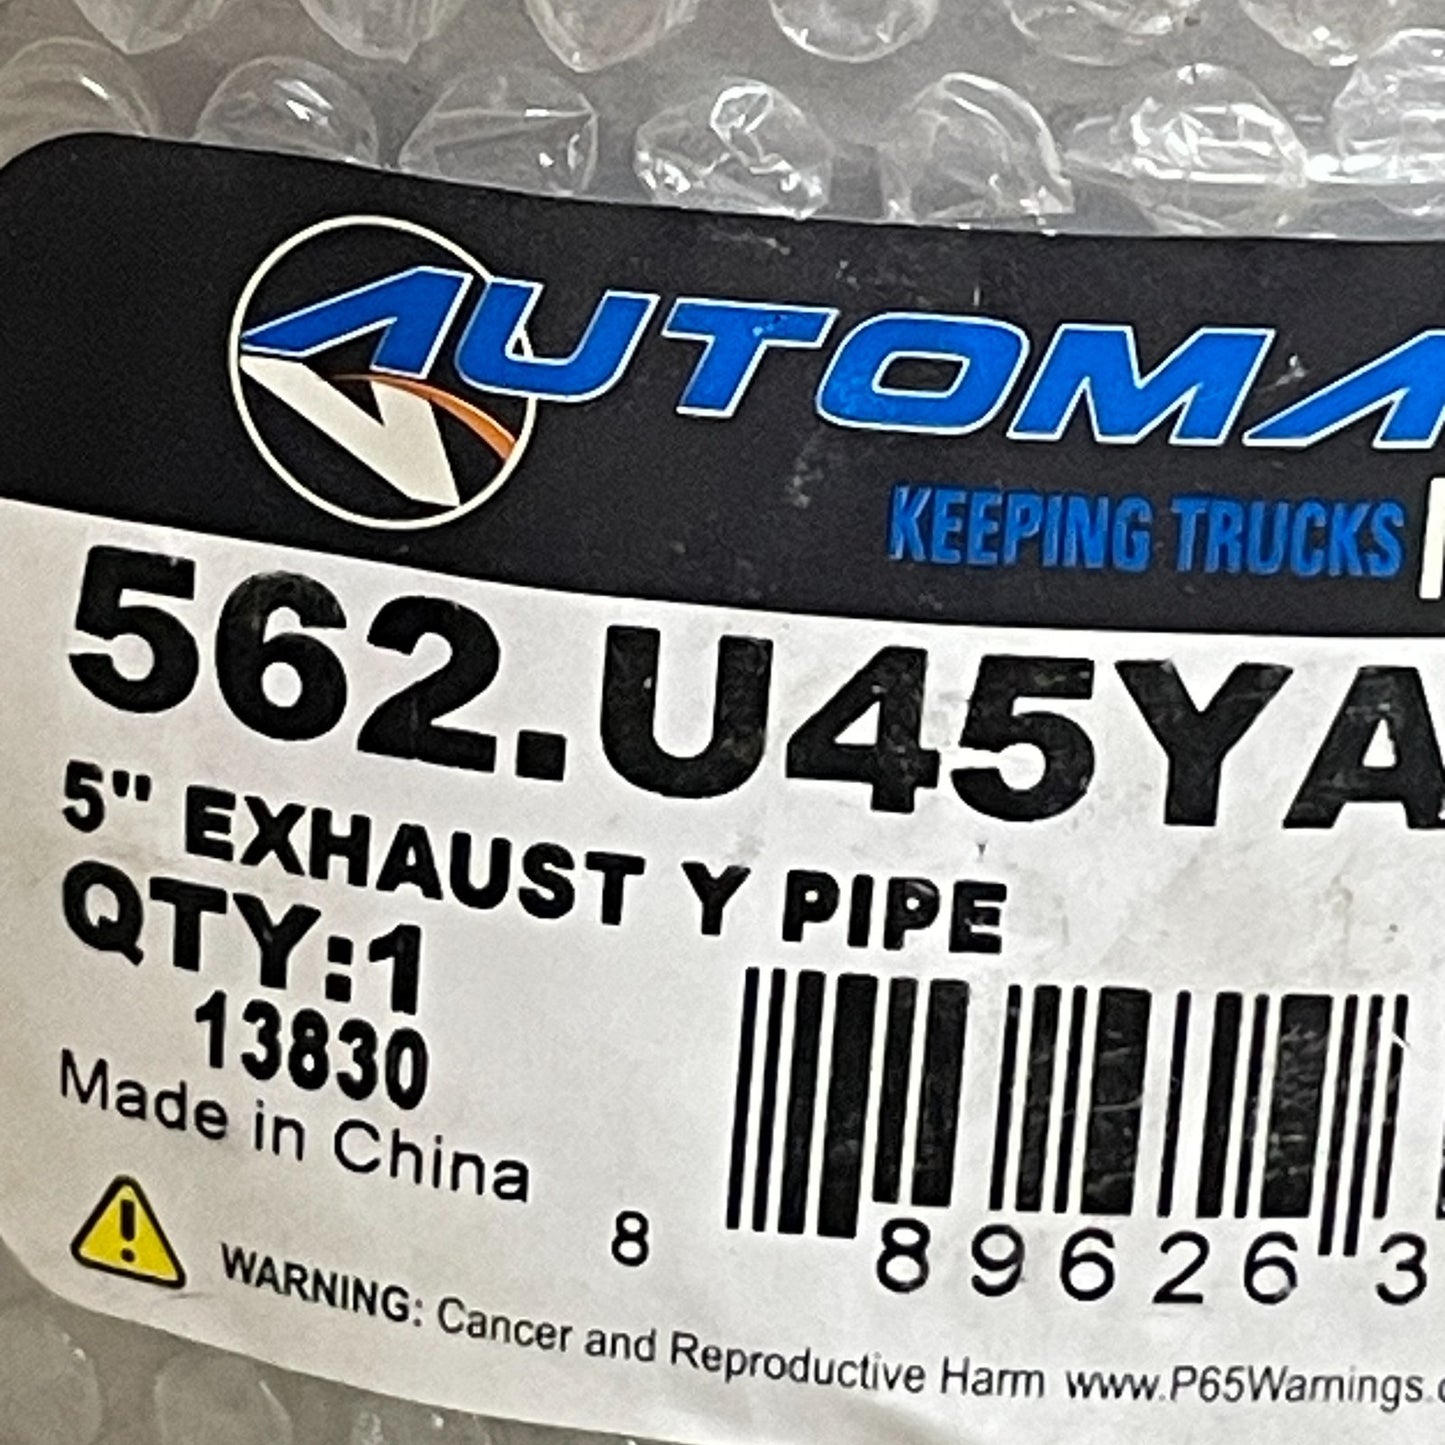 AUTOMA
KEEPING TRUCKS
562.U45YA
5" EXHAUST Y PIPE
QTY:1
13830
Made in China
8 89626 3
WARNING: Cancer and Reproductive Harm www.P65Warnings.